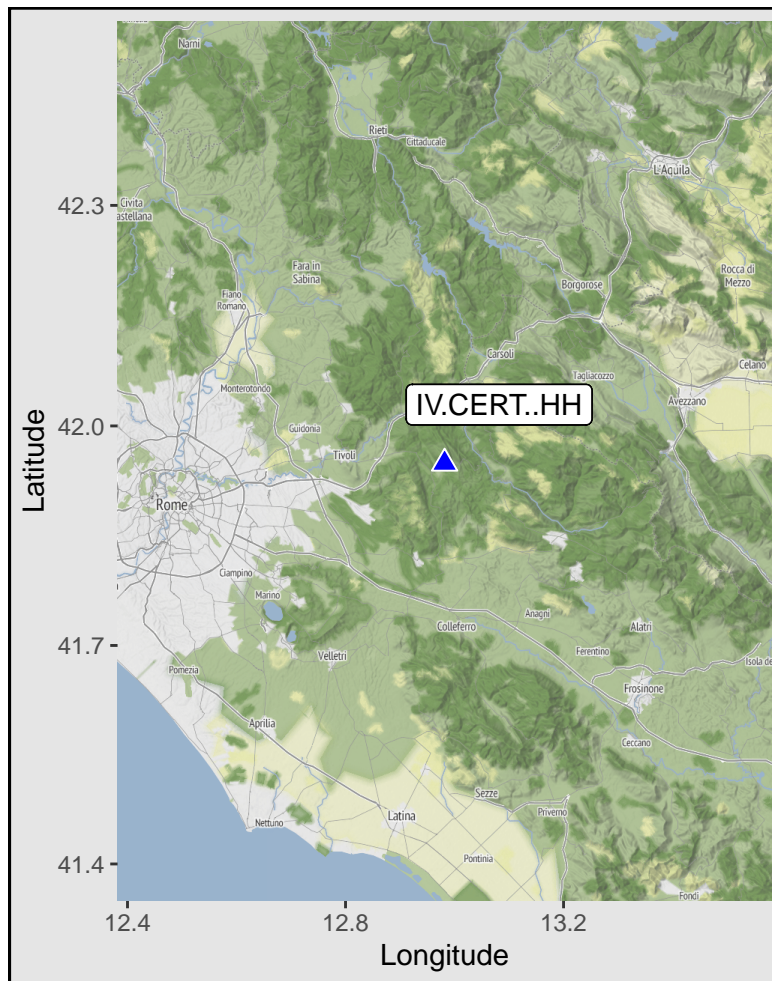 Narni
Rieti
Cittaducale
L'Aquila
42.3
Civita
astellana
Fara in
Sabina
Rocca di
Mezzo
Borgorose
Fiano
Romano
Carsoli
Celano
Tagliacozzo
Monterotondo
Avezzano
IV.CERT..HH
42.0
Guidonia
Tivoli
Latitude
Rome
Ciampino
Marino
Anagni
Colleferro
Alatri
41.7
Velletri
Ferentino
Isola de
Pomezia
Frosinone
Aprilia
Ceccano
Sezze
Nettuno
Latina
Priverno
Pontinia
41.4
Fondi
12.4
12.8
13.2
Longitude